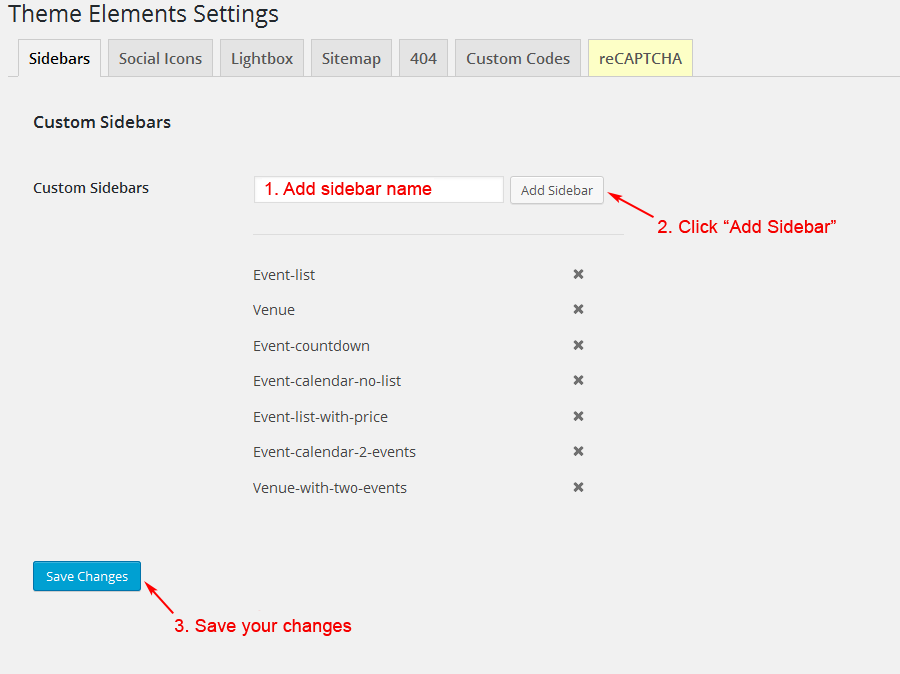 Theme Elements Settings
Sidebars Social Icons Lightbox Sitemap 404 Custom Codes reCAPTCHA
Custom Sidebars
Custom Sidebars 1. Add sidebar name Add Sidebar
2. Click “Add Sidebar”
Event-list
Venue
Event-countdown
Event-calendar-no-list
Event-list-with-price
Event-calendar-2-events
Venue-with-two-events
Save Changes
3. Save your changes